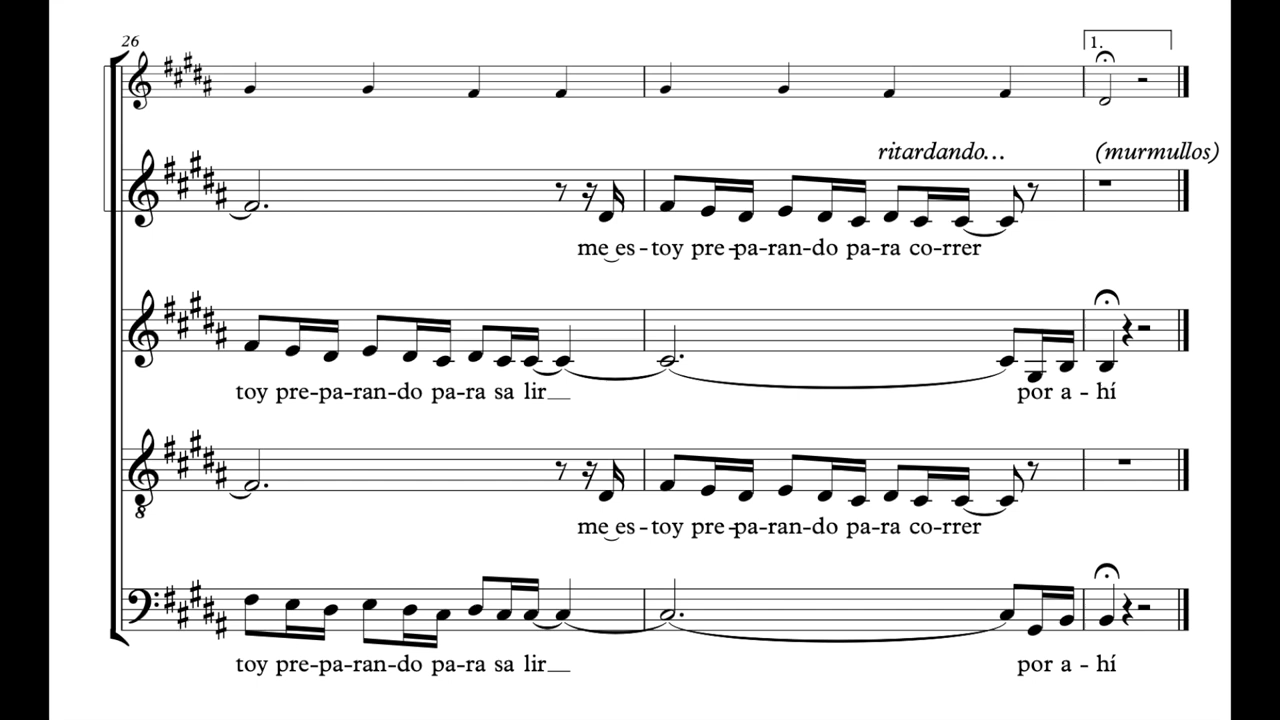 26
1.
ritardando... (murmullos)
me es-toy pre-pa-ran-do pa-ra co-rrer
toy pre-pa-ran-do pa-ra sa lir__ por a-hí
me es-toy pre-pa-ran-do pa-ra co-rrer
8
toy pre-pa-ran-do pa-ra sa lir__ por a-hí